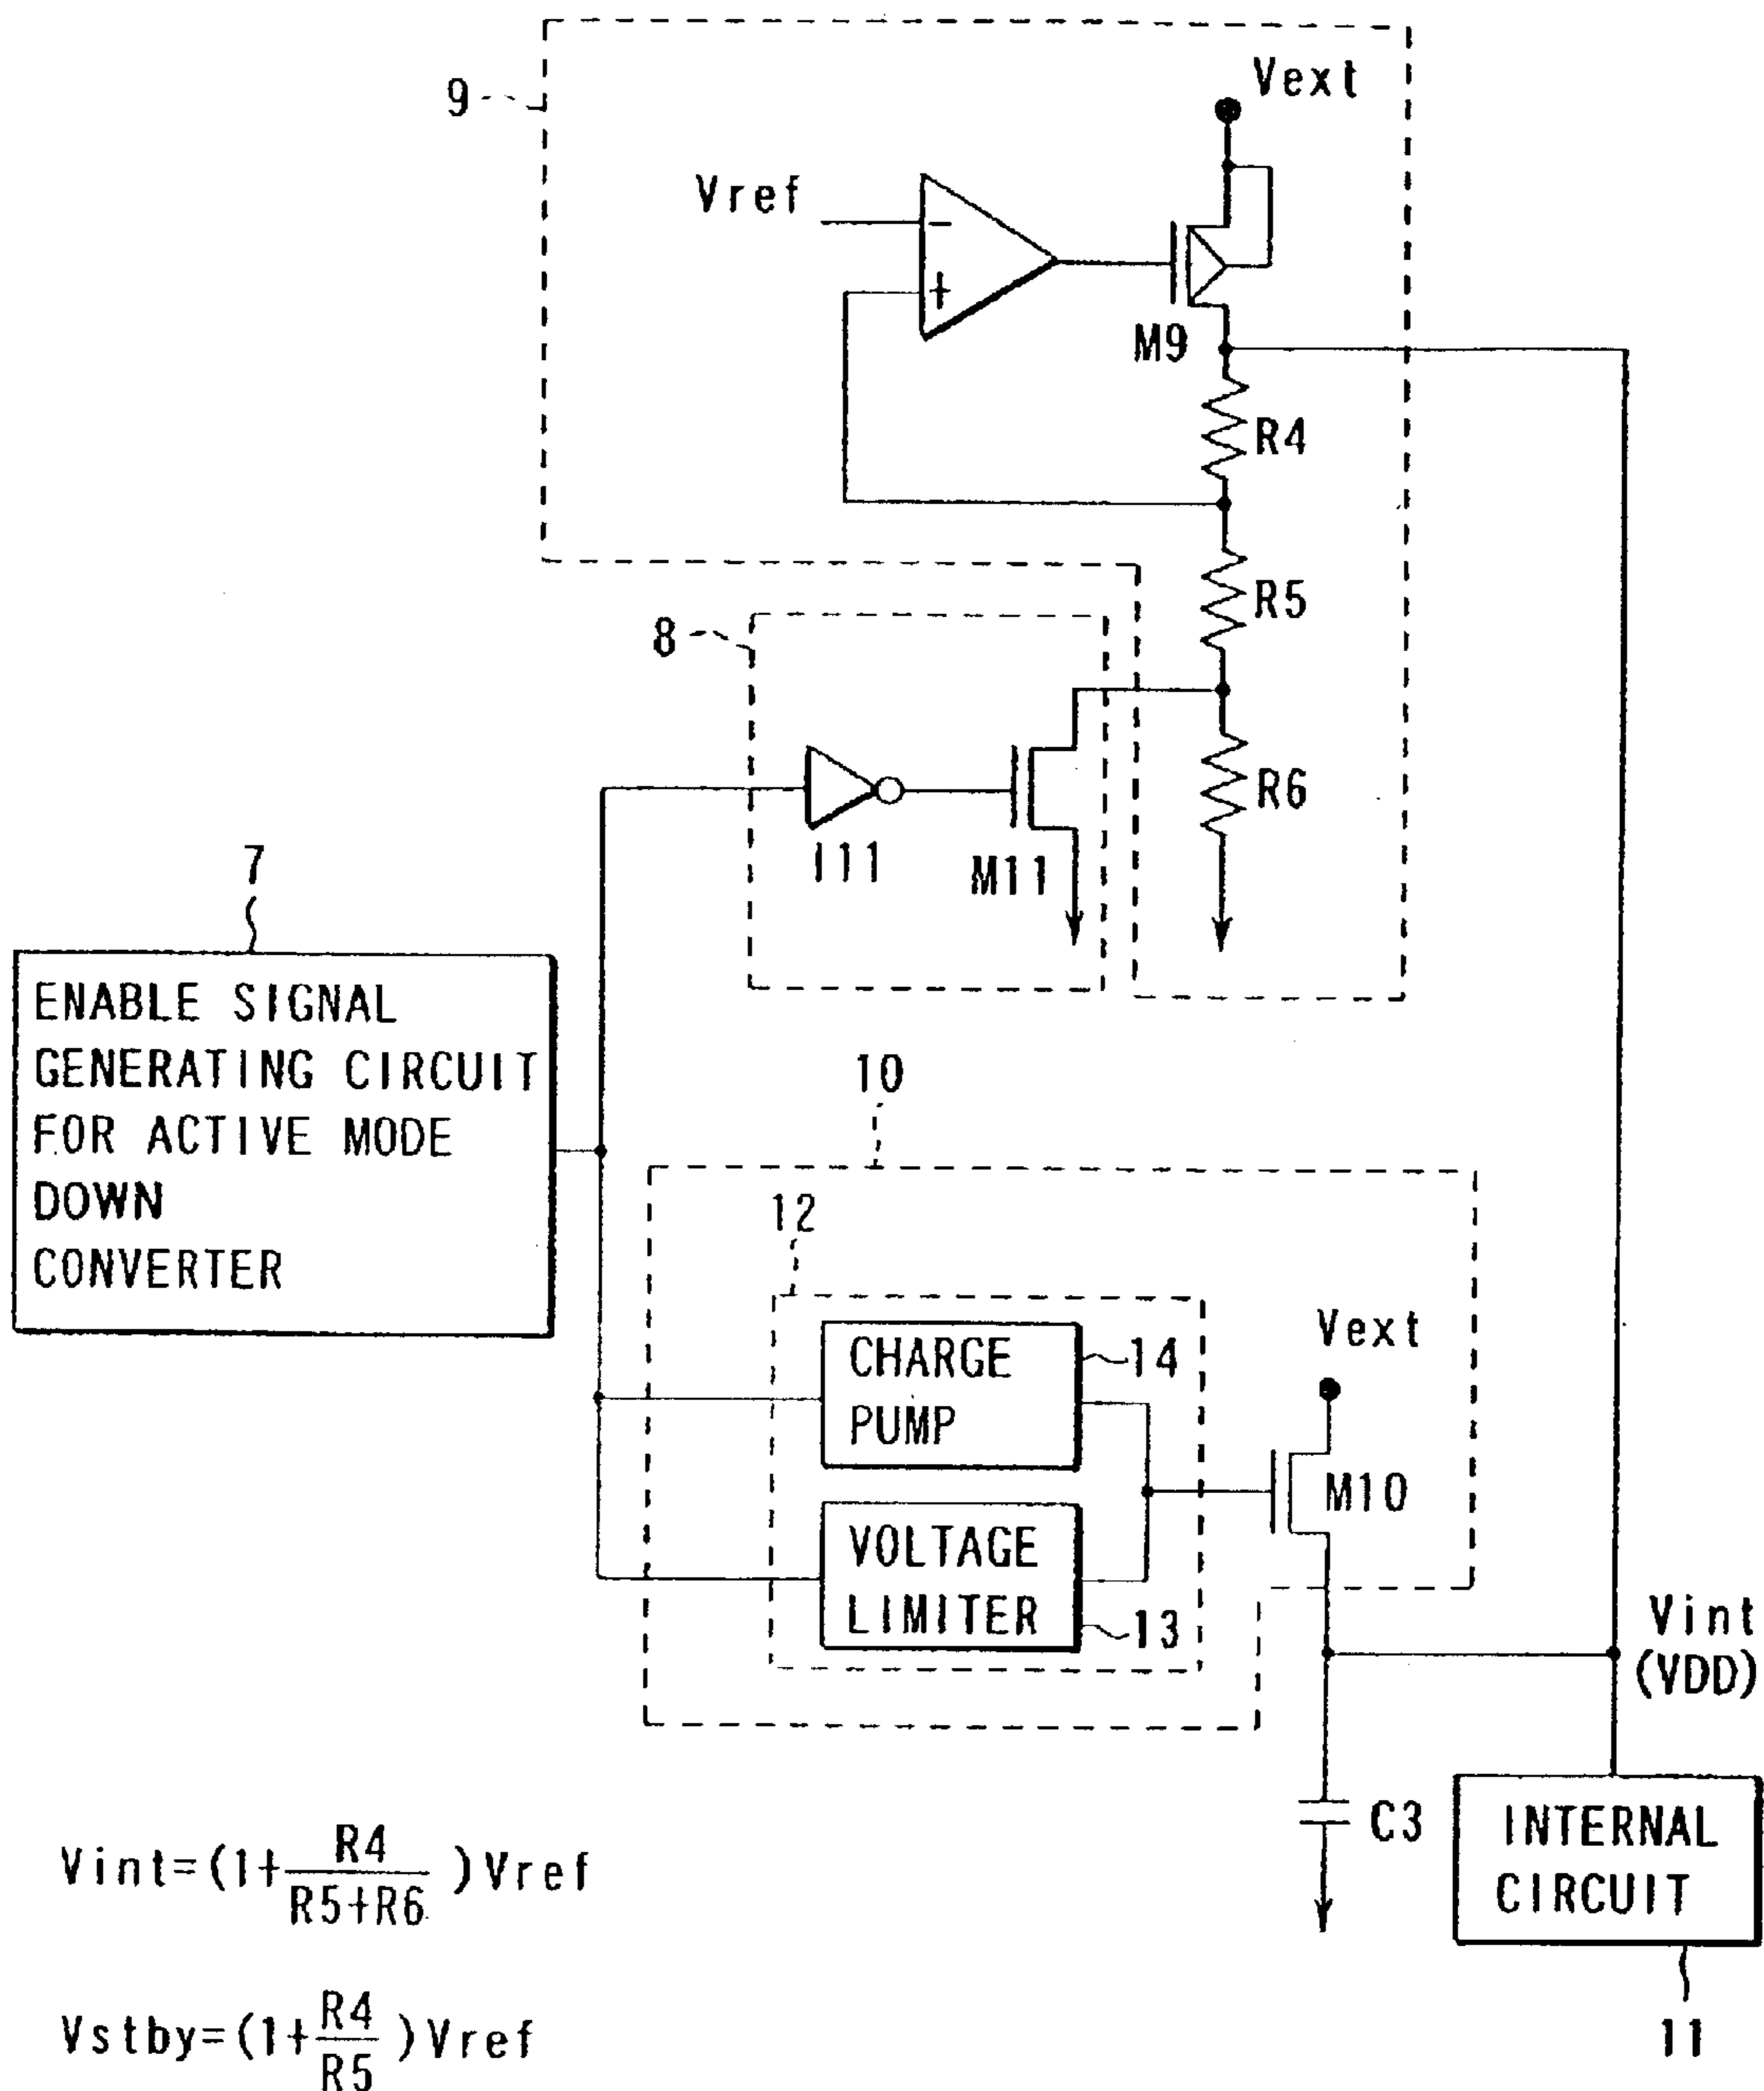 9
Vext
Vref
−
+
M9
R4
R5
8
R6
I11
M11
7
ENABLE SIGNAL
GENERATING CIRCUIT
FOR ACTIVE MODE
DOWN
CONVERTER
10
12
Vext
CHARGE
PUMP
14
M10
VOLTAGE
LIMITER
13
Vint
(VDD)
C3
INTERNAL
CIRCUIT
11
Vint=(1+R4/R5+R6)Vref
Vstby=(1+R4/R5)Vref